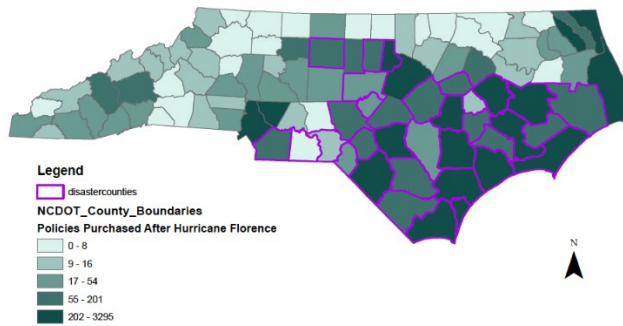 Legend
disastercounties
NCDOT_County_Boundaries
Policies Purchased After Hurricane Florence
0 - 8
9 - 16
17 - 54
55 - 201
202 - 3295
N